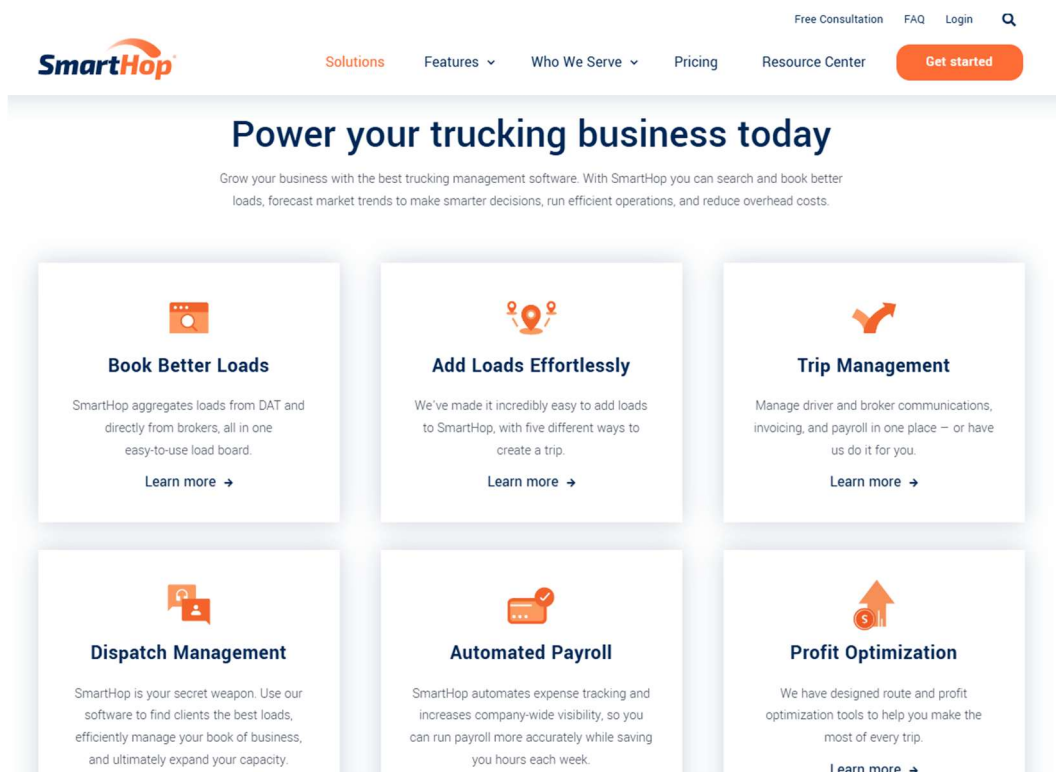 Free Consultation FAQ Login
SmartHop
Solutions Features Who We Serve Pricing Resource Center Get started
Power your trucking business today
Grow your business with the best trucking management software. With SmartHop you can search and book better
loads, forecast market trends to make smarter decisions, run efficient operations, and reduce overhead costs.
Book Better Loads
SmartHop aggregates loads from DAT and
directly from brokers, all in one
easy-to-use load board.
Learn more →
Add Loads Effortlessly
We've made it incredibly easy to add loads
to SmartHop, with five different ways to
create a trip.
Learn more →
Trip Management
Manage driver and broker communications,
invoicing, and payroll in one place — or have
us do it for you.
Learn more →
Dispatch Management
SmartHop is your secret weapon. Use our
software to find clients the best loads,
efficiently manage your book of business,
and ultimately expand your capacity.
Automated Payroll
SmartHop automates expense tracking and
increases company-wide visibility, so you
can run payroll more accurately while saving
you hours each week.
$
Profit Optimization
We have designed route and profit
optimization tools to help you make the
most of every trip.
Learn more →